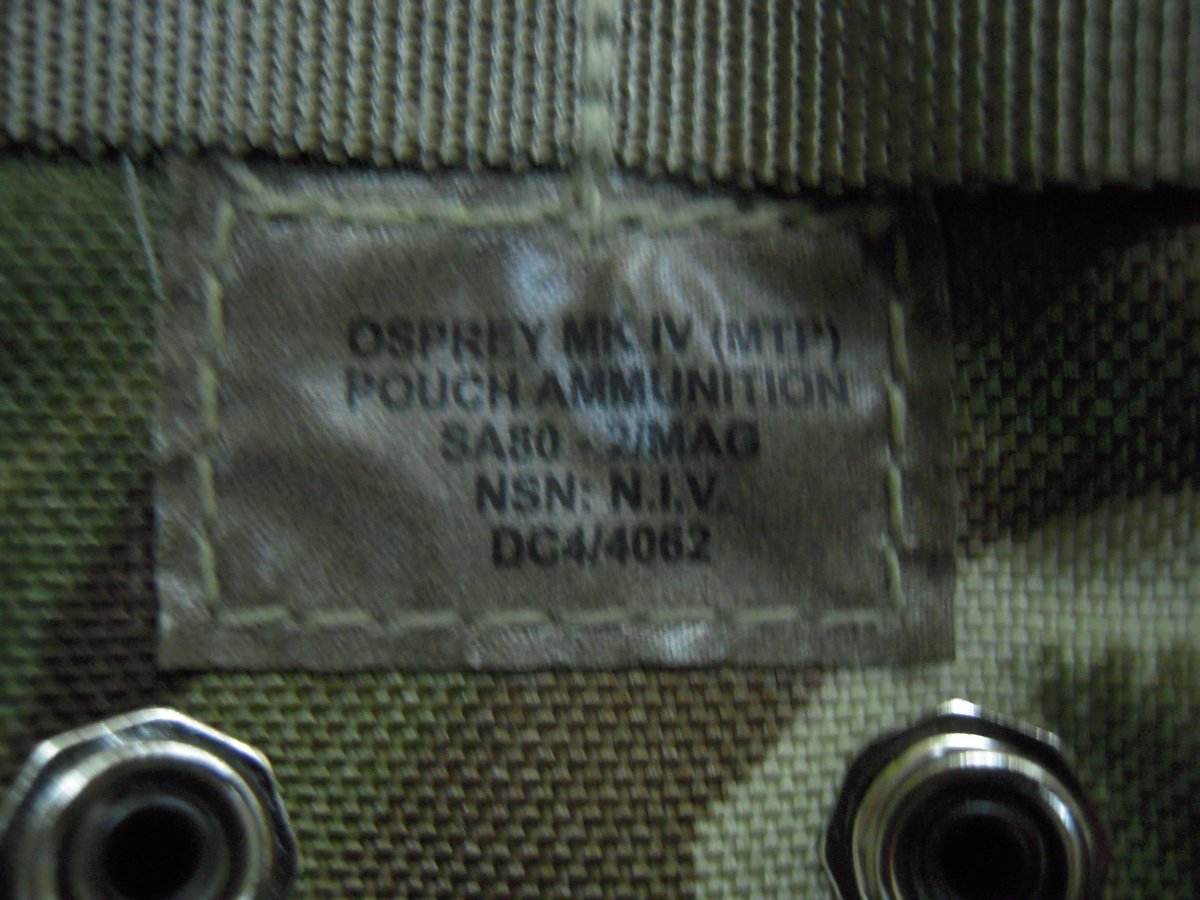 OSPREY MK IV (MTP)
POUCH AMMUNITION
SA80 - 2/MAG
NSN: N.I.V.
DC4/4062